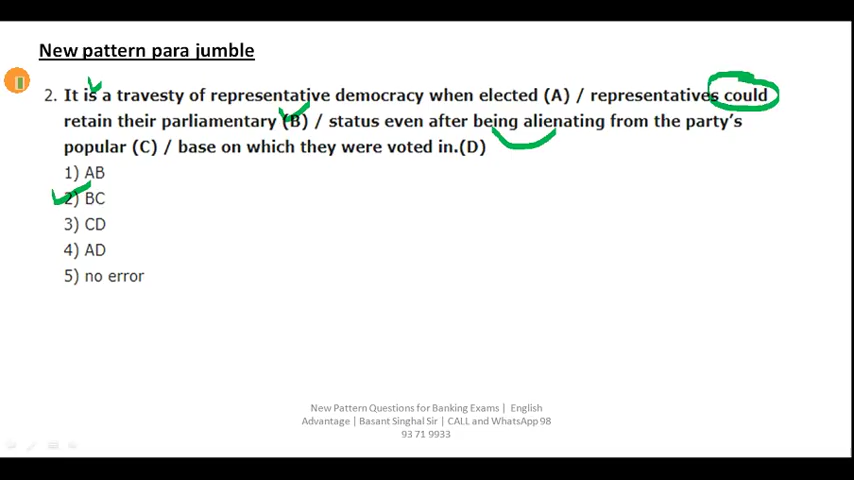 New pattern para jumble
2. It is a travesty of representative democracy when elected (A) / representatives could
retain their parliamentary (B) / status even after being alienating from the party's
popular (C) / base on which they were voted in.(D)
1) AB
2) BC
3) CD
4) AD
5) no error
New Pattern Questions for Banking Exams | English
Advantage | Basant Singhal Sir | CALL and WhatsApp 98
93 71 9933